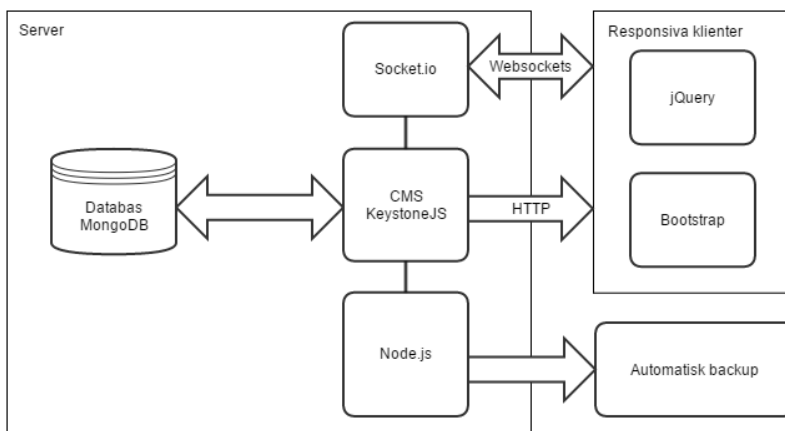 Server
Socket.io
Websockets
Responsiva klienter
jQuery
Databas
MongoDB
CMS
KeystoneJS
HTTP
Bootstrap
Node.js
Automatisk backup